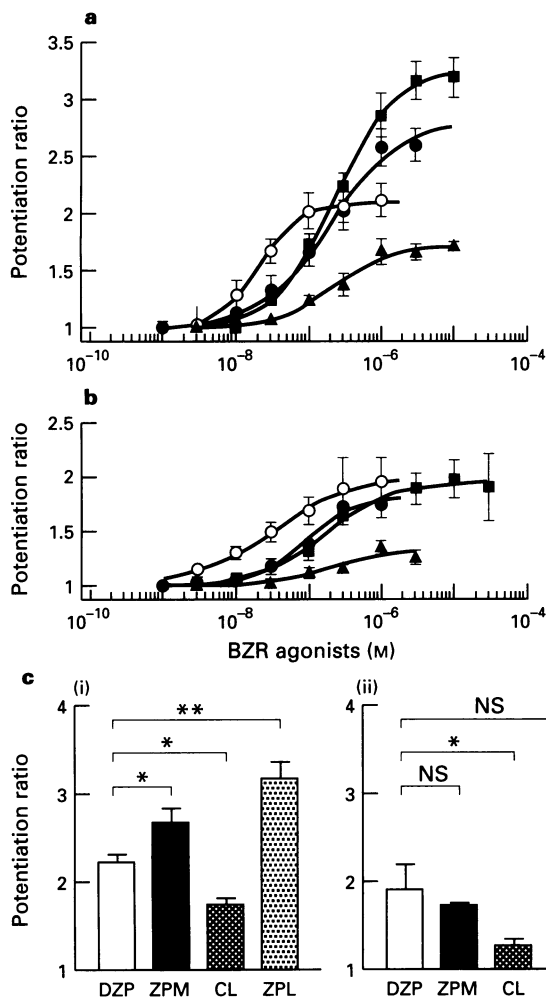 a
Potentiation ratio
3.5
3
2.5
2
1.5
1
10⁻¹⁰ 10⁻⁸ 10⁻⁶ 10⁻⁴
b
Potentiation ratio
2.5
2
1.5
1
10⁻¹⁰ 10⁻⁸ 10⁻⁶ 10⁻⁴
BZR agonists (M)
c
(i)
Potentiation ratio
4
3
2
1
**
*
*
DZP ZPM CL ZPL
(ii)
4
3
2
1
NS
*
NS
DZP ZPM CL